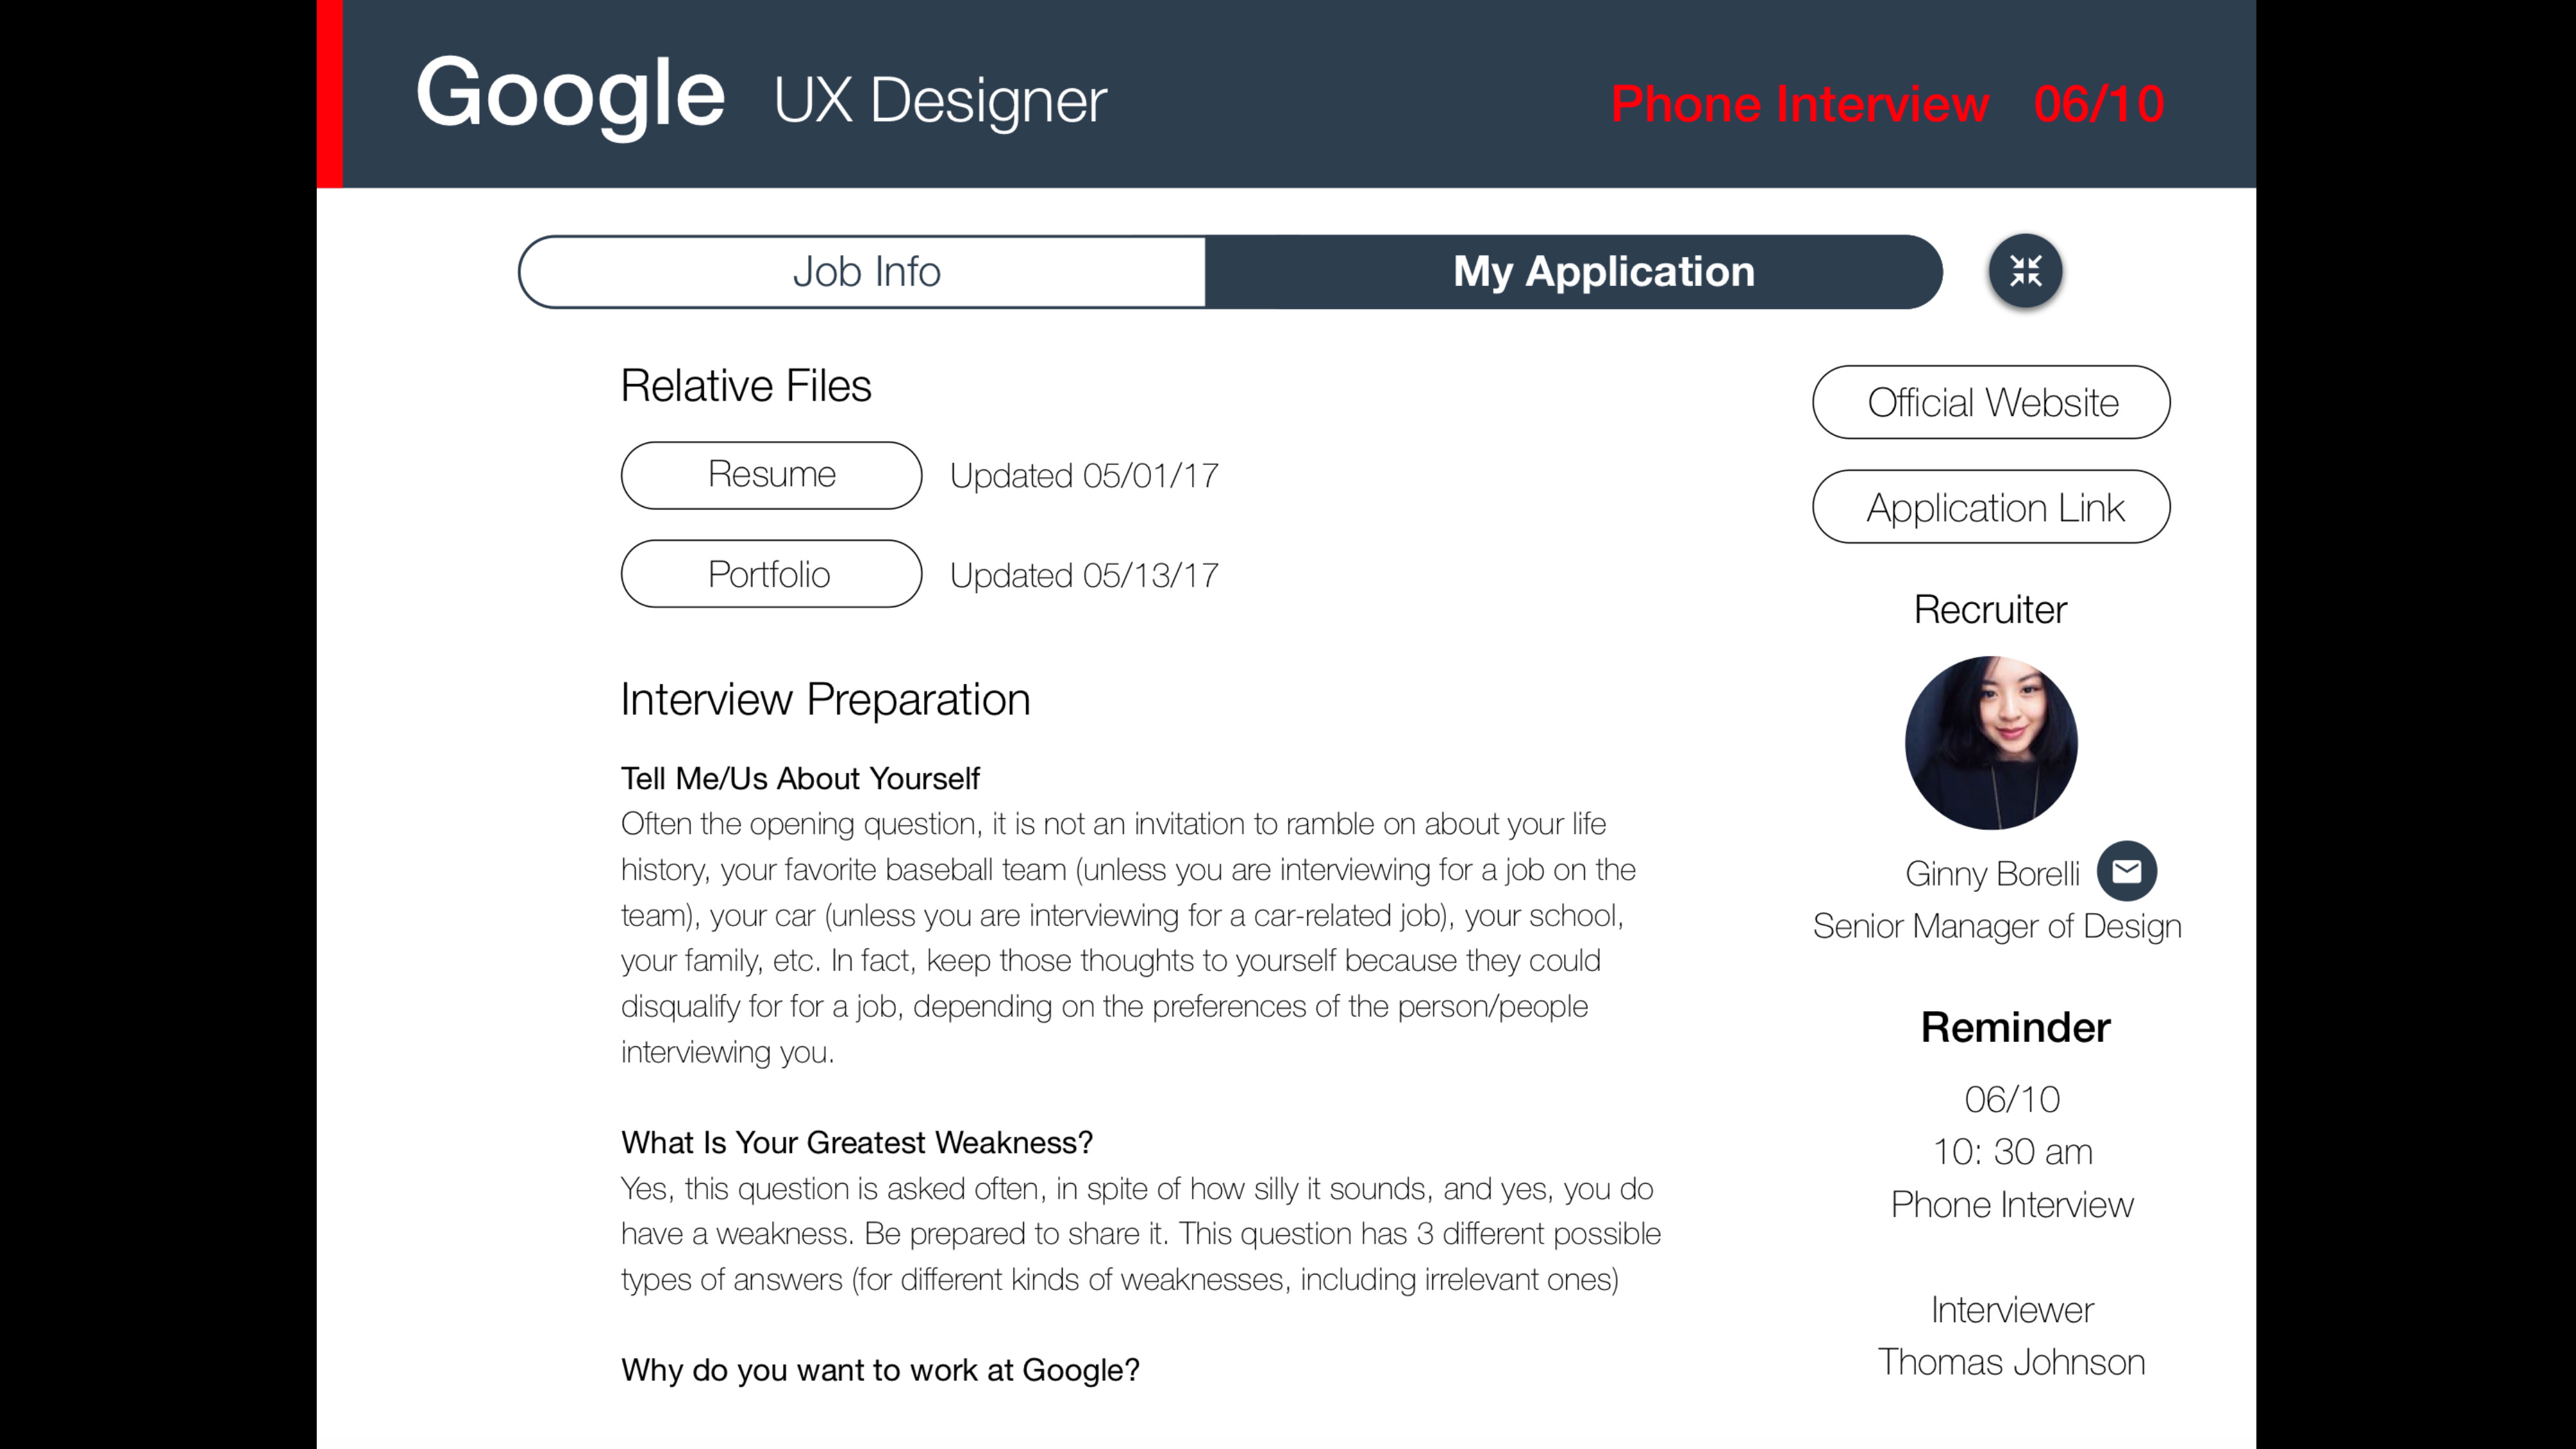 Google UX Designer
Phone Interview 06/10
Job Info
My Application
Relative Files
Resume
Updated 05/01/17
Portfolio
Updated 05/13/17
Interview Preparation
Tell Me/Us About Yourself
Often the opening question, it is not an invitation to ramble on about your life
history, your favorite baseball team (unless you are interviewing for a job on the
team), your car (unless you are interviewing for a car-related job), your school,
your family, etc. In fact, keep those thoughts to yourself because they could
disqualify for for a job, depending on the preferences of the person/people
interviewing you.
What Is Your Greatest Weakness?
Yes, this question is asked often, in spite of how silly it sounds, and yes, you do
have a weakness. Be prepared to share it. This question has 3 different possible
types of answers (for different kinds of weaknesses, including irrelevant ones)
Why do you want to work at Google?
Official Website
Application Link
Recruiter
Ginny Borelli
Senior Manager of Design
Reminder
06/10
10: 30 am
Phone Interview
Interviewer
Thomas Johnson